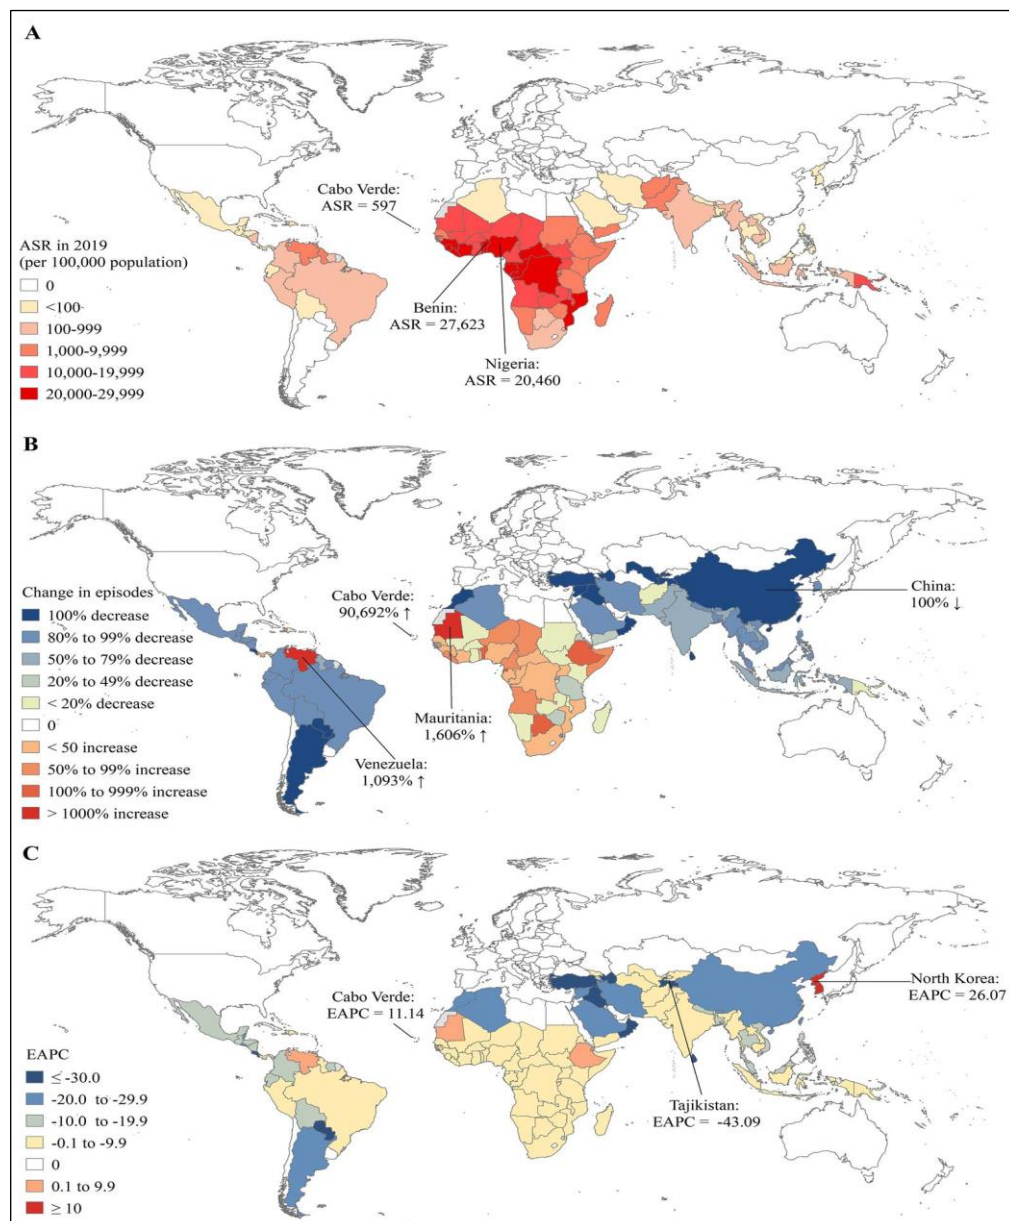 A
Cabo Verde:
ASR = 597
ASR in 2019
(per 100,000 population)
0
<100
100-999
1,000-9,999
10,000-19,999
20,000-29,999
Benin:
ASR = 27,623
Nigeria:
ASR = 20,460
B
Change in episodes
100% decrease
80% to 99% decrease
50% to 79% decrease
20% to 49% decrease
< 20% decrease
0
< 50 increase
50% to 99% increase
100% to 999% increase
> 1000% increase
Cabo Verde:
90,692% ↑
China:
100% ↓
Mauritania:
1,606% ↑
Venezuela:
1,093% ↑
C
Cabo Verde:
EAPC = 11.14
North Korea:
EAPC = 26.07
Tajikistan:
EAPC = -43.09
EAPC
≤ -30.0
-20.0 to -29.9
-10.0 to -19.9
-0.1 to -9.9
0
0.1 to 9.9
≥ 10